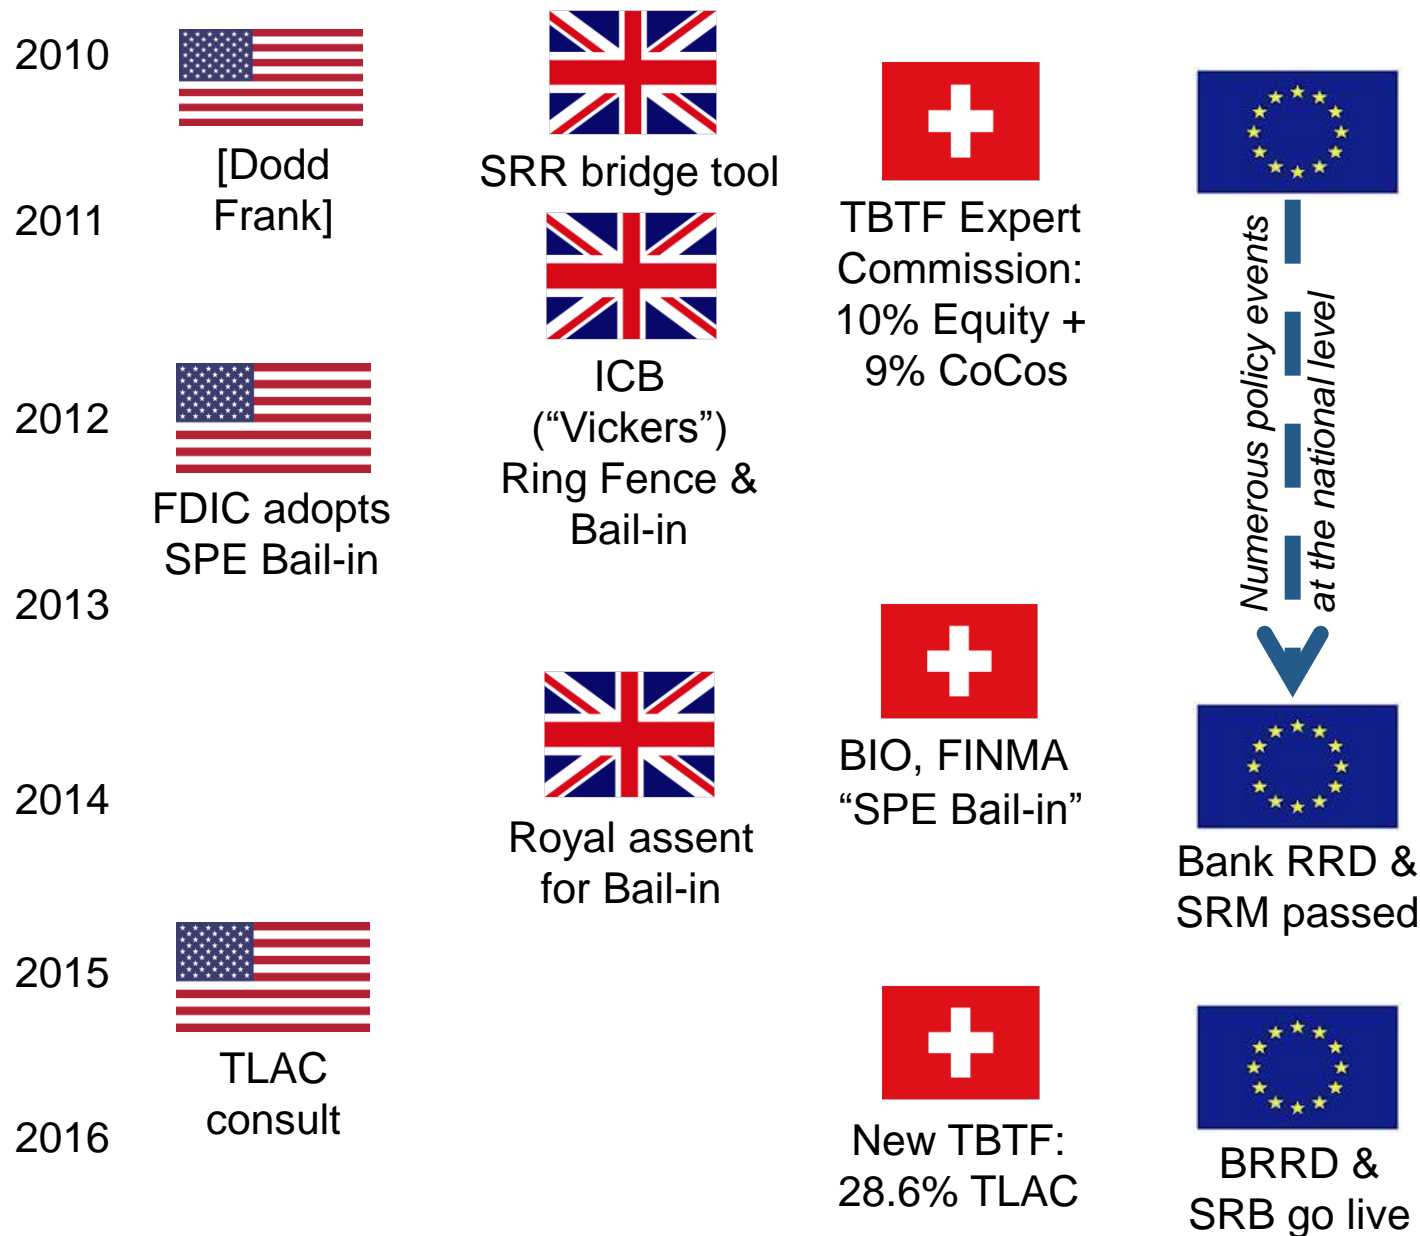 2010
2011
2012
2013
2014
2015
2016
[Dodd
Frank]
FDIC adopts
SPE Bail-in
TLAC
consult
SRR bridge tool
ICB
(“Vickers”)
Ring Fence &
Bail-in
Royal assent
for Bail-in
TBTF Expert
Commission:
10% Equity +
9% CoCos
BIO, FINMA
“SPE Bail-in”
New TBTF:
28.6% TLAC
Numerous policy events
at the national level
Bank RRD &
SRM passed
BRRD &
SRB go live